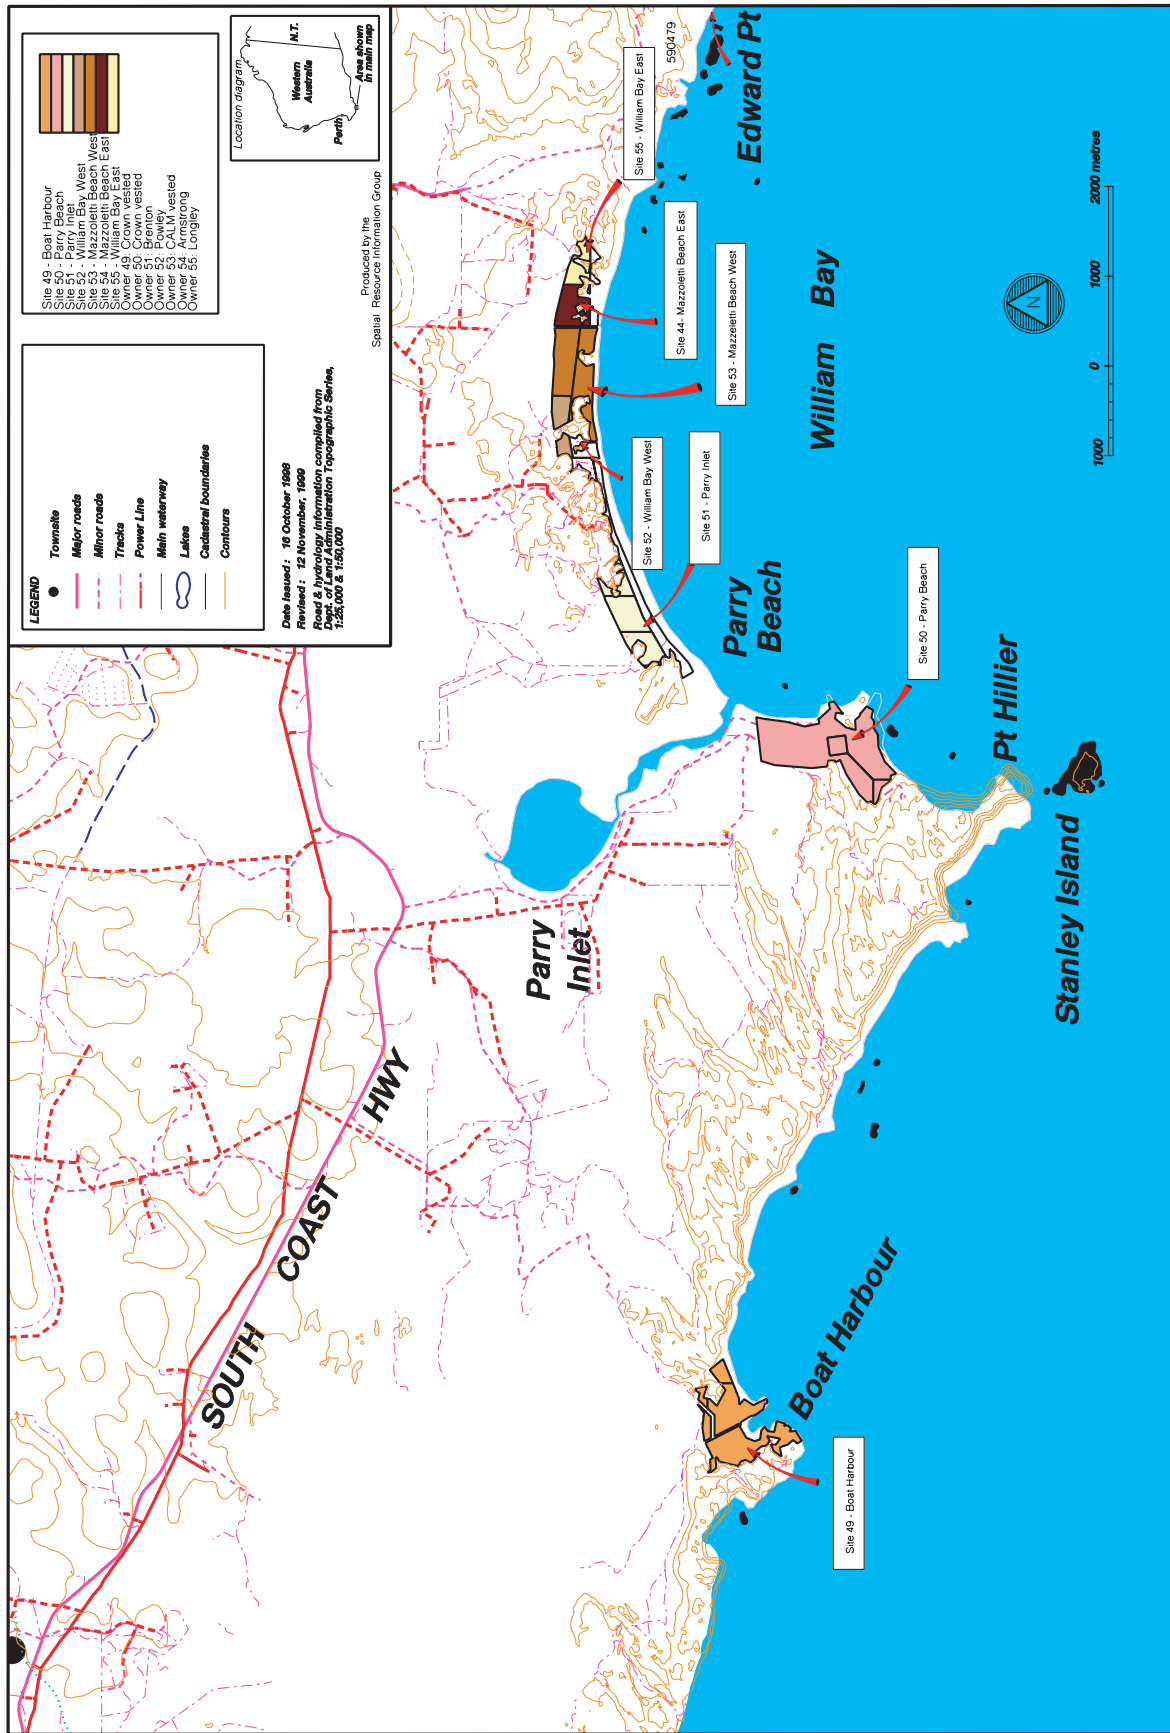 LEGEND
Townsite
Major roads
Minor roads
Tracks
Power Line
Main waterway
Lakes
Cadastral boundaries
Contours
Date issued : 16 October 1998
Revised : 12 November, 1999
Road & hydrology information compiled from
Dept. of Land Administration Topographic Series,
1:25,000 & 1:50,000
Site 49 - Boat Harbour
Site 50 - Parry Beach
Site 51 - Parry Inlet
Site 52 - William Bay West
Site 53 - Mazzoletti Beach West
Site 54 - Mazzoletti Beach East
Site 55 - William Bay East
Owner 49: Crown vested
Owner 50: Crown vested
Owner 51: Brenton
Owner 52: Powley
Owner 53: CALM vested
Owner 54: Armstrong
Owner 55: Longley
Location diagram
N.T.
Western
Australia
Perth
Area shown
in main map
Produced by the
Spatial Resource Information Group
SOUTH COAST HWY
Parry
Inlet
Site 55 - William Bay East
590479
Edward Pt
Site 44- Mazzoletti Beach East
Site 53 - Mazzeletti Beach West
Site 52 - William Bay West
Site 51 - Parry Inlet
William Bay
Parry
Beach
Site 50 - Parry Beach
Pt Hillier
Stanley Island
Boat Harbour
Site 49 - Boat Harbour
N
1000 0 1000 2000 metres